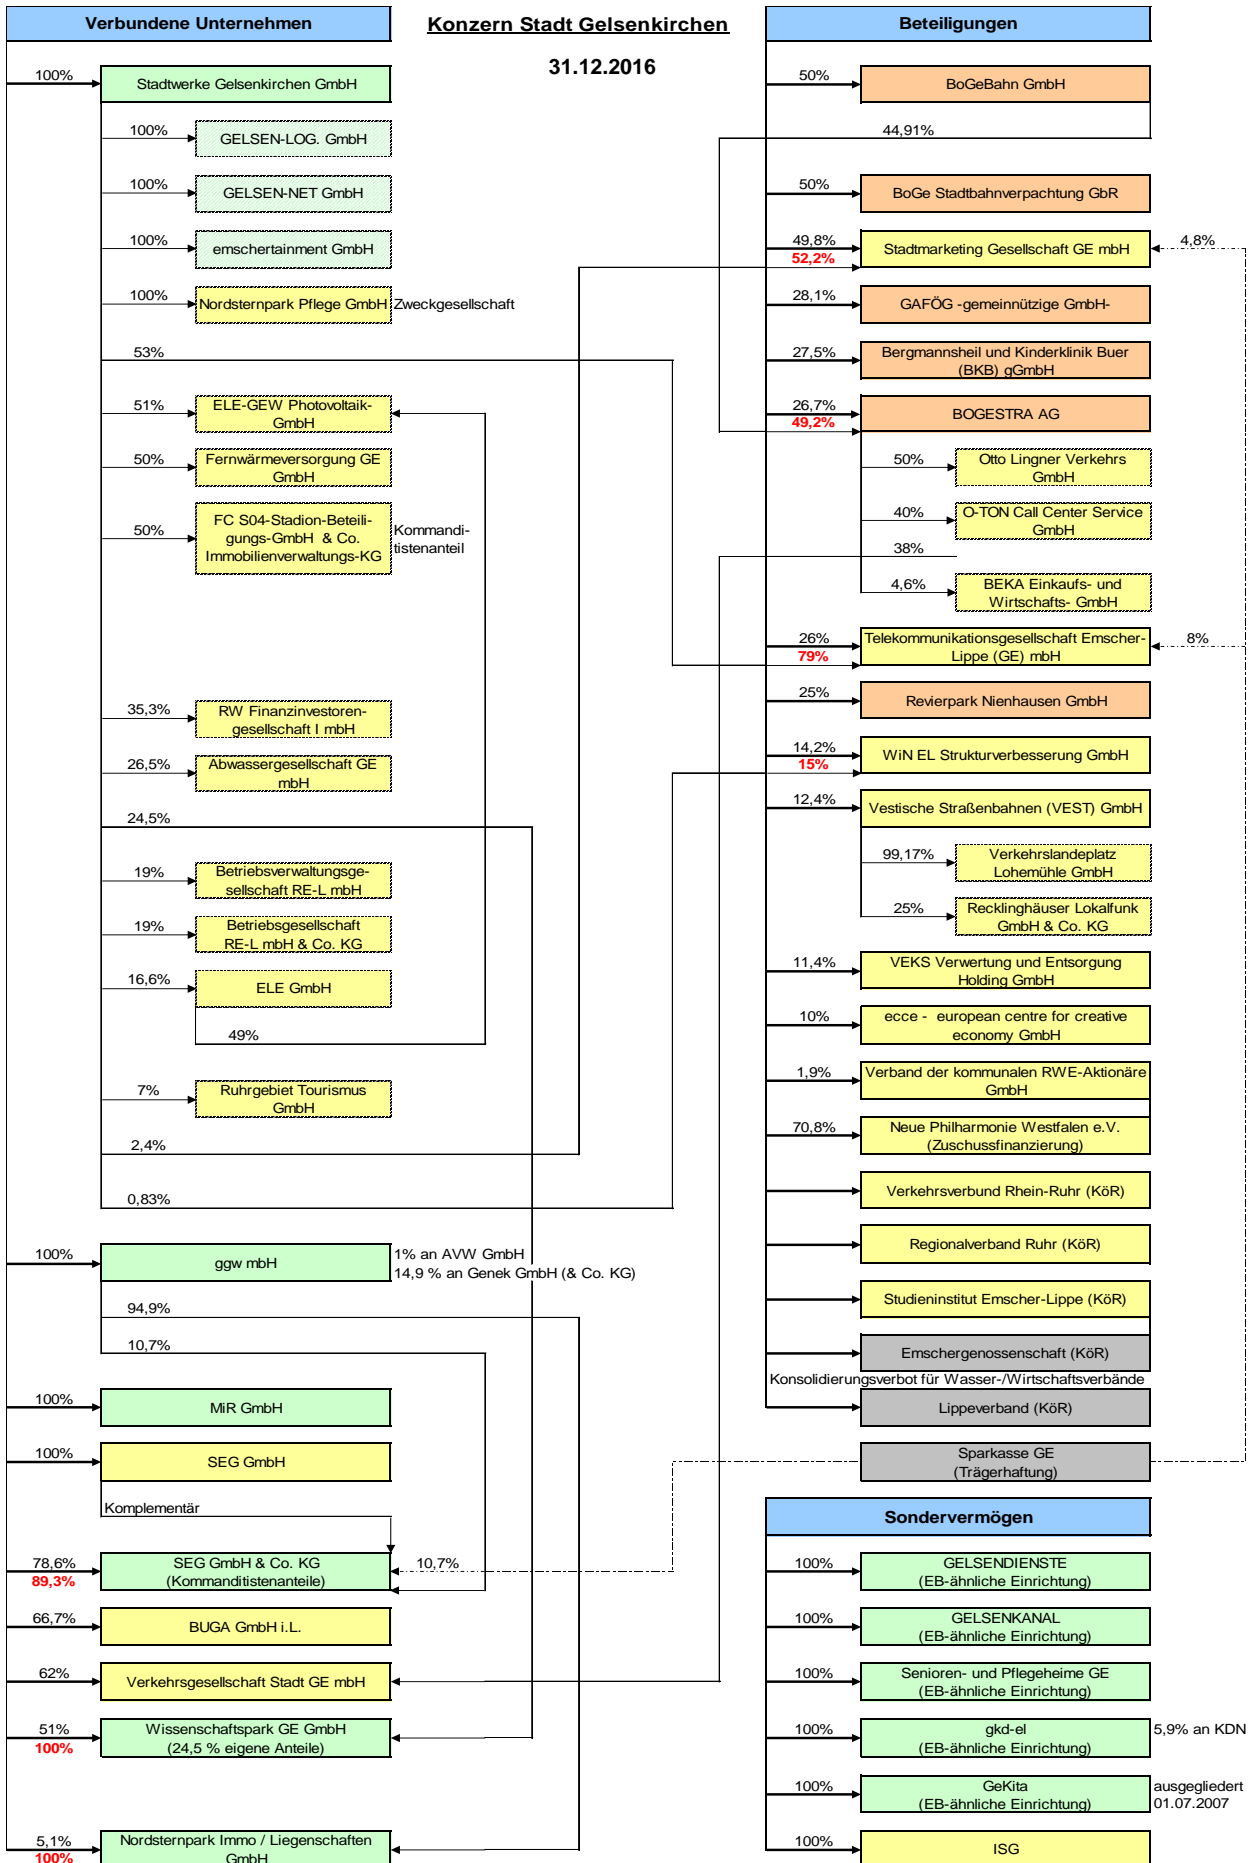 Verbundene Unternehmen
Konzern Stadt Gelsenkirchen
31.12.2016
100%
Stadtwerke Gelsenkirchen GmbH
100%
GELSEN-LOG. GmbH
100%
GELSEN-NET GmbH
100%
emschertainment GmbH
100%
Nordsternpark Pflege GmbH
Zweckgesellschaft
53%
51%
ELE-GEW Photovoltaik-
GmbH
50%
Fernwärmeversorgung GE
GmbH
50%
FC S04-Stadion-Beteili-
gungs-GmbH & Co.
Immobilienverwaltungs-KG
Kommandi-
tistenanteil
35,3%
RW Finanzinvestoren-
gesellschaft I mbH
26,5%
Abwassergesellschaft GE
mbH
24,5%
19%
Betriebsverwaltungsge-
sellschaft RE-L mbH
19%
Betriebsgesellschaft
RE-L mbH & Co. KG
16,6%
ELE GmbH
49%
7%
Ruhrgebiet Tourismus
GmbH
2,4%
0,83%
100%
ggw mbH
1% an AVW GmbH
14,9 % an Genek GmbH (& Co. KG)
94,9%
10,7%
100%
MiR GmbH
100%
SEG GmbH
Komplementär
78,6%
89,3%
SEG GmbH & Co. KG
(Kommanditistenanteile)
10,7%
66,7%
BUGA GmbH i.L.
62%
Verkehrsgesellschaft Stadt GE mbH
51%
100%
Wissenschaftspark GE GmbH
(24,5 % eigene Anteile)
5,1%
100%
Nordsternpark Immo / Liegenschaften
GmbH
Beteiligungen
50%
BoGeBahn GmbH
44,91%
50%
BoGe Stadtbahnverpachtung GbR
49,8%
52,2%
Stadtmarketing Gesellschaft GE mbH
4,8%
28,1%
GAFÖG -gemeinnützige GmbH-
27,5%
Bergmannsheil und Kinderklinik Buer
(BKB) gGmbH
26,7%
49,2%
BOGESTRA AG
50%
Otto Lingner Verkehrs
GmbH
40%
O-TON Call Center Service
GmbH
38%
4,6%
BEKA Einkaufs- und
Wirtschafts- GmbH
26%
79%
Telekommunikationsgesellschaft Emscher-
Lippe (GE) mbH
8%
25%
Revierpark Nienhausen GmbH
14,2%
15%
WiN EL Strukturverbesserung GmbH
12,4%
Vestische Straßenbahnen (VEST) GmbH
99,17%
Verkehrslandeplatz
Lohemühle GmbH
25%
Recklinghäuser Lokalfunk
GmbH & Co. KG
11,4%
VEKS Verwertung und Entsorgung
Holding GmbH
10%
ecce - european centre for creative
economy GmbH
1,9%
Verband der kommunalen RWE-Aktionäre
GmbH
70,8%
Neue Philharmonie Westfalen e.V.
(Zuschussfinanzierung)
Verkehrsverbund Rhein-Ruhr (KöR)
Regionalverband Ruhr (KöR)
Studieninstitut Emscher-Lippe (KöR)
Emschergenossenschaft (KöR)
Konsolidierungsverbot für Wasser-/Wirtschaftsverbände
Lippeverband (KöR)
Sparkasse GE
(Trägerhaftung)
Sondervermögen
100%
GELSENDIENSTE
(EB-ähnliche Einrichtung)
100%
GELSENKANAL
(EB-ähnliche Einrichtung)
100%
Senioren- und Pflegeheime GE
(EB-ähnliche Einrichtung)
100%
gkd-el
(EB-ähnliche Einrichtung)
5,9% an KDN
100%
GeKita
(EB-ähnliche Einrichtung)
ausgegliedert
01.07.2007
100%
ISG